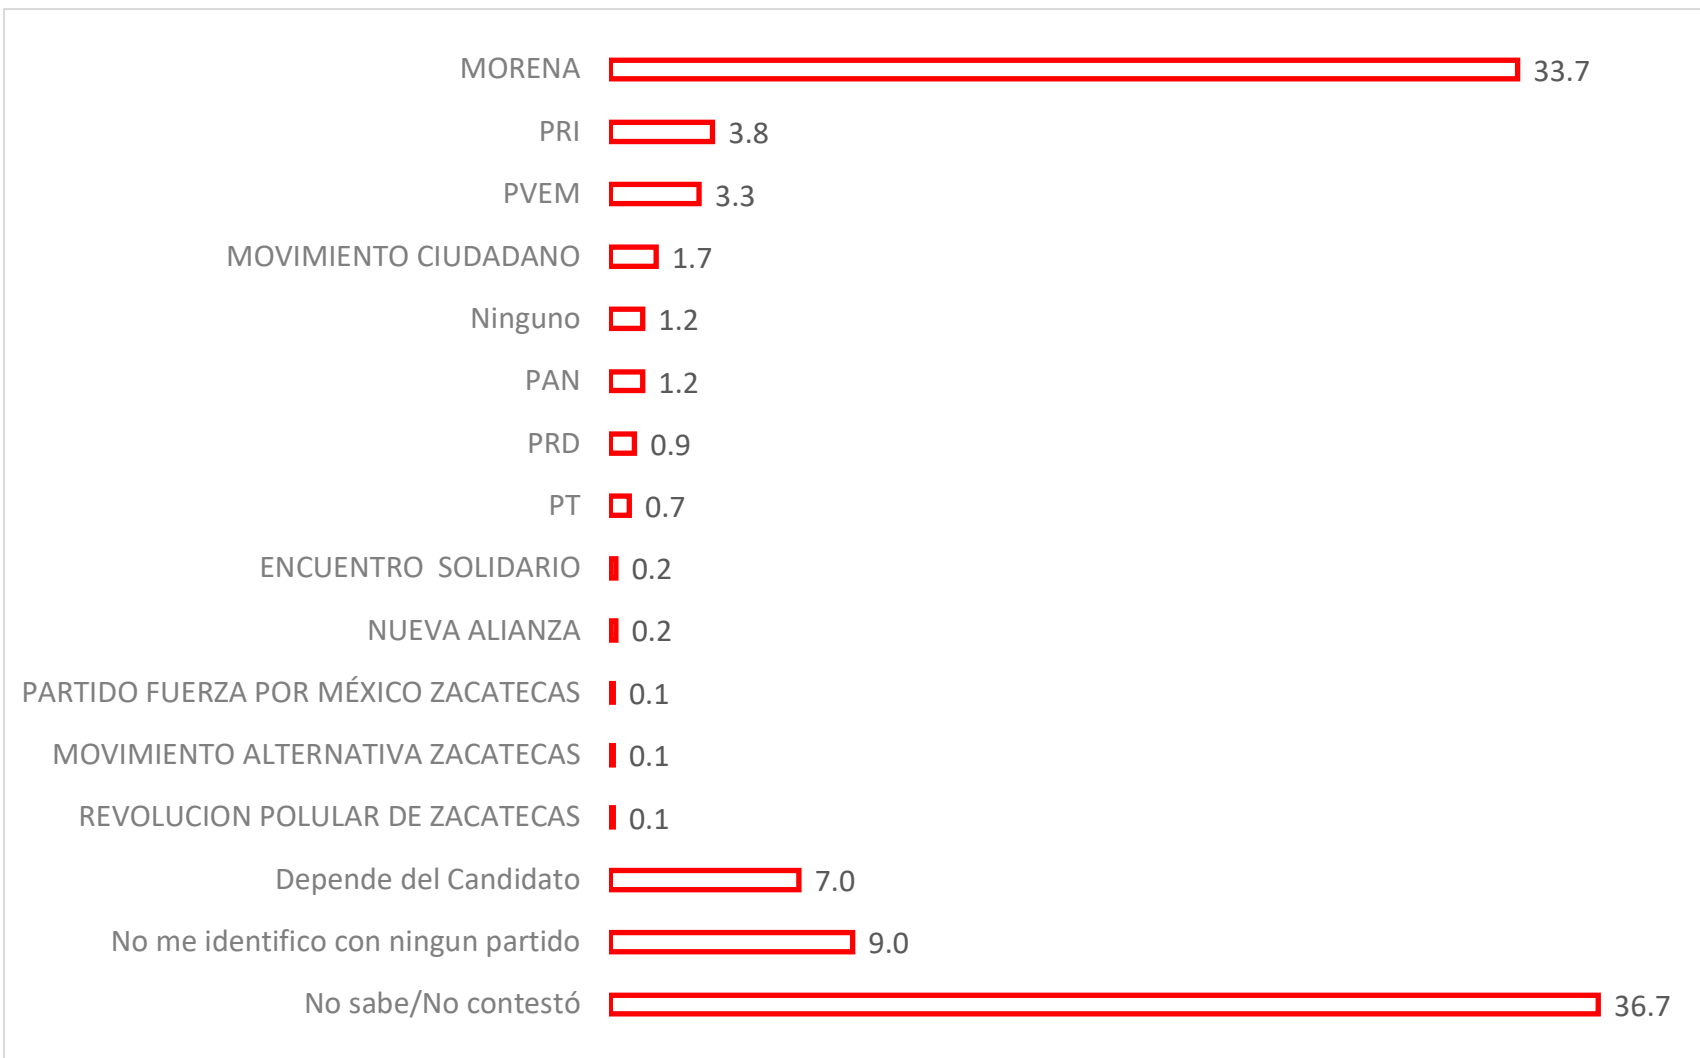 MORENA 33.7
PRI 3.8
PVEM 3.3
MOVIMIENTO CIUDADANO 1.7
Ninguno 1.2
PAN 1.2
PRD 0.9
PT 0.7
ENCUENTRO  SOLIDARIO 0.2
NUEVA ALIANZA 0.2
PARTIDO FUERZA POR MÉXICO ZACATECAS 0.1
MOVIMIENTO ALTERNATIVA ZACATECAS 0.1
REVOLUCION POLULAR DE ZACATECAS 0.1
Depende del Candidato 7.0
No me identifico con ningun partido 9.0
No sabe/No contestó 36.7